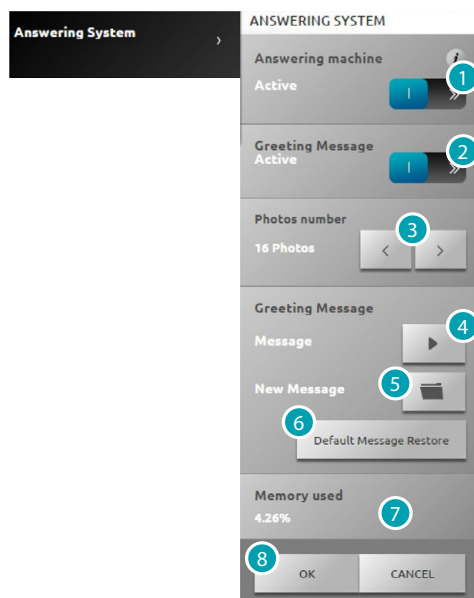 Answering System
ANSWERING SYSTEM
Answering machine
i
1
Active
Greeting Message
2
Active
Photos number
3
16 Photos
Greeting Message
4
Message
5
New Message
6
Default Message Restore
Memory used
7
4.26%
8
OK CANCEL